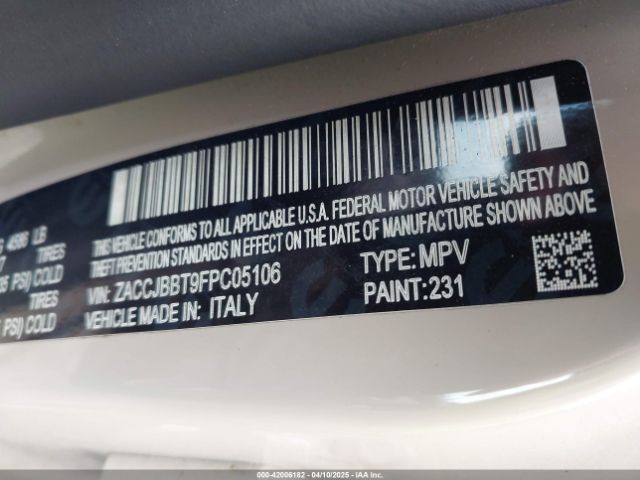 G 4586 LB
TIRES
PSI) COLD
TIRES
PSI) COLD
THIS VEHICLE CONFORMS TO ALL APPLICABLE U.S.A. FEDERAL MOTOR VEHICLE SAFETY AND
THEFT PREVENTION STANDARDS IN EFFECT ON THE DATE OF MANUFACTURE SHOWN ABOVE
VIN: ZACCJBBT9FPC05106 TYPE: MPV
VEHICLE MADE IN: ITALY PAINT: 231
000-42006182 - 04/10/2025 - IAA Inc.